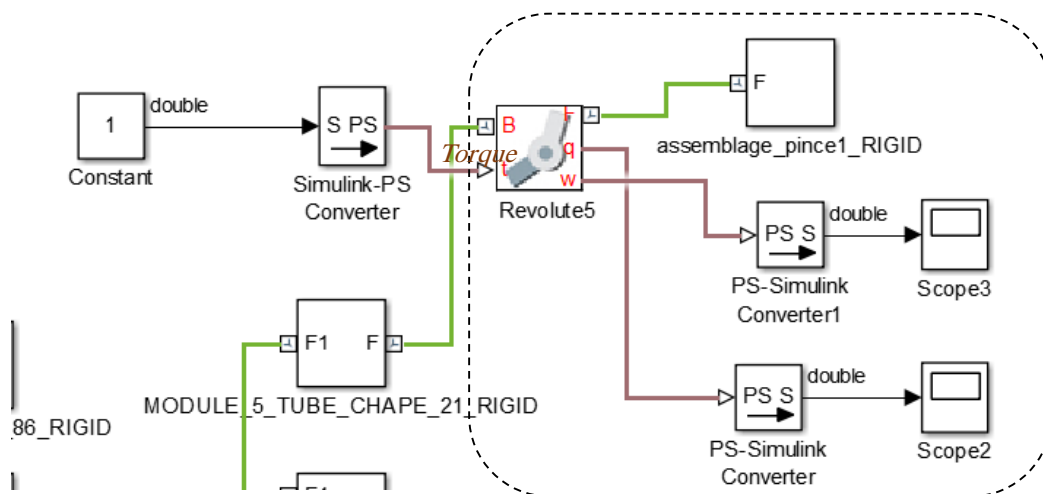 double
1
S PS
Constant
Simulink-PS
Converter
B
F
Torque
q
t
w
Revolute5
F
assemblage_pince1_RIGID
double
PS S
PS-Simulink
Converter1
Scope3
F1
F
MODULE_5_TUBE_CHAPE_21_RIGID
86_RIGID
double
PS S
PS-Simulink
Converter
Scope2
F1